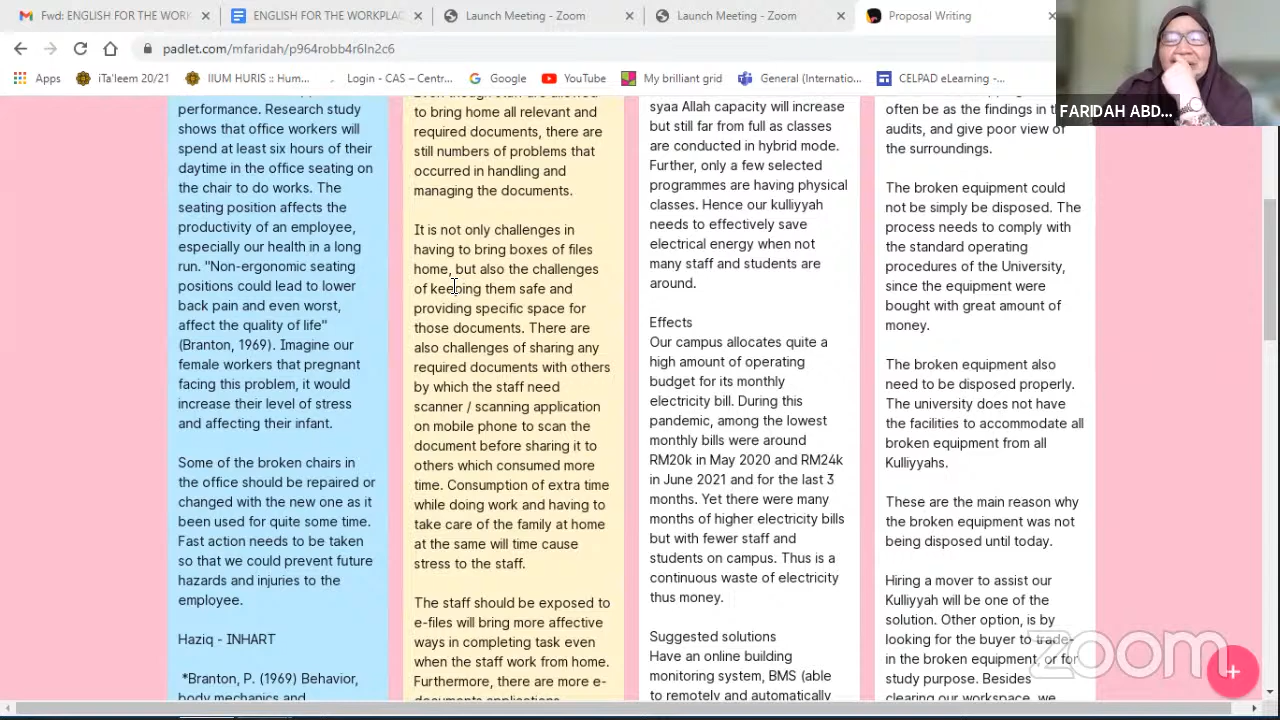 Fwd: ENGLISH FOR THE WORK
ENGLISH FOR THE WORKPLAC
Launch Meeting - Zoom
Launch Meeting - Zoom
Proposal Writing
padlet.com/mfaridah/p964robb4r6ln2c6
Apps
iTa'leem 20/21
IIUM HURIS :: Hum...
Login - CAS – Centr...
Google
YouTube
My brilliant grid
General (Internatio...
CELPAD eLearning -...
FARIDAH ABD...
performance. Research study
shows that office workers will
spend at least six hours of their
daytime in the office seating on
the chair to do works. The
seating position affects the
productivity of an employee,
especially our health in a long
run. "Non-ergonomic seating
positions could lead to lower
back pain and even worst,
affect the quality of life"
(Branton, 1969). Imagine our
female workers that pregnant
facing this problem, it would
increase their level of stress
and affecting their infant.
Some of the broken chairs in
the office should be repaired or
changed with the new one as it
been used for quite some time.
Fast action needs to be taken
so that we could prevent future
hazards and injuries to the
employee.
Haziq - INHART
*Branton, P. (1969) Behavior,
body mechanics and
to bring home all relevant and
required documents, there are
still numbers of problems that
occurred in handling and
managing the documents.
It is not only challenges in
having to bring boxes of files
home, but also the challenges
of keeping them safe and
providing specific space for
those documents. There are
also challenges of sharing any
required documents with others
by which the staff need
scanner / scanning application
on mobile phone to scan the
document before sharing it to
others which consumed more
time. Consumption of extra time
while doing work and having to
take care of the family at home
at the same will time cause
stress to the staff.
The staff should be exposed to
e-files will bring more affective
ways in completing task even
when the staff work from home.
Furthermore, there are more e-
documents applications
syaa Allah capacity will increase
but still far from full as classes
are conducted in hybrid mode.
Further, only a few selected
programmes are having physical
classes. Hence our kulliyyah
needs to effectively save
electrical energy when not
many staff and students are
around.
Effects
Our campus allocates quite a
high amount of operating
budget for its monthly
electricity bill. During this
pandemic, among the lowest
monthly bills were around
RM20k in May 2020 and RM24k
in June 2021 and for the last 3
months. Yet there were many
months of higher electricity bills
but with fewer staff and
students on campus. Thus is a
continuous waste of electricity
thus money.
Suggested solutions
Have an online building
monitoring system, BMS (able
to remotely and automatically
often be as the findings in the
audits, and give poor view of
the surroundings.
The broken equipment could
not be simply be disposed. The
process needs to comply with
the standard operating
procedures of the University,
since the equipment were
bought with great amount of
money.
The broken equipment also
need to be disposed properly.
The university does not have
the facilities to accommodate all
broken equipment from all
Kulliyyahs.
These are the main reason why
the broken equipment was not
being disposed until today.
Hiring a mover to assist our
Kulliyyah will be one of the
solution. Other option, is by
looking for the buyer to trade-
in the broken equipment, or for
study purpose. Besides
clearing our workspace, we
zoom